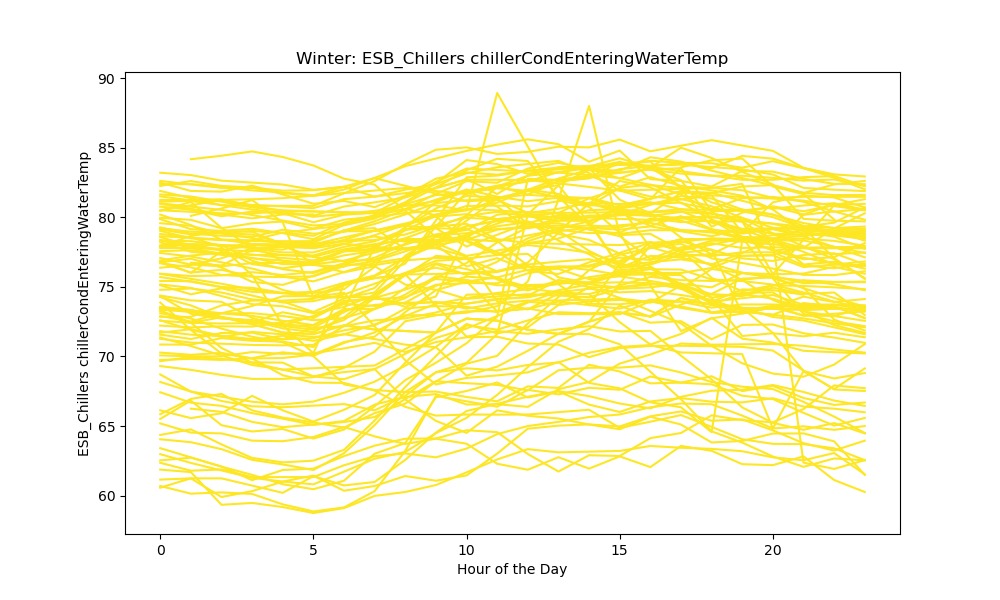 Winter: ESB_Chillers chillerCondEnteringWaterTemp
ESB_Chillers chillerCondEnteringWaterTemp
90
85
80
75
70
65
60
0 5 10 15 20
Hour of the Day